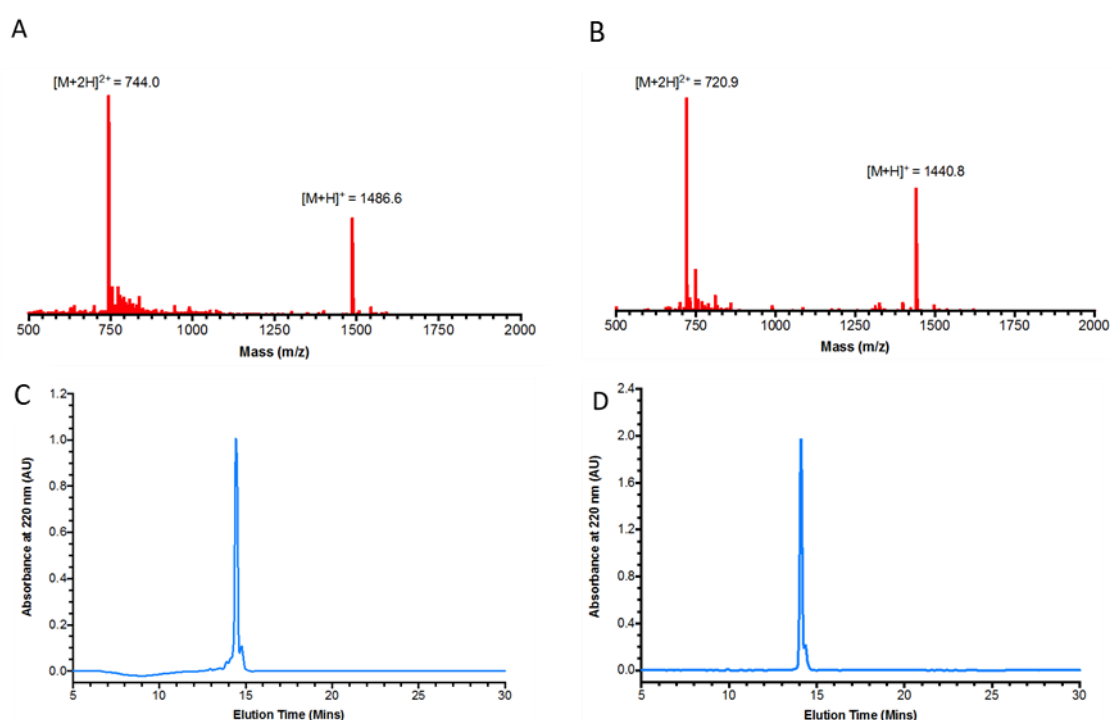 A
B
[M+2H]²⁺ = 744.0
[M+H]⁺ = 1486.6
500 750 1000 1250 1500 1750 2000
Mass (m/z)
[M+2H]²⁺ = 720.9
[M+H]⁺ = 1440.8
500 750 1000 1250 1500 1750 2000
Mass (m/z)
C
1.2
1.0
0.8
0.6
0.4
0.2
0.0
Absorbance at 220 nm (AU)
5 10 15 20 25 30
Elution Time (Mins)
D
2.4
2.0
1.6
1.2
0.8
0.4
0.0
Absorbance at 220 nm (AU)
5 10 15 20 25 30
Elution Time (Mins)